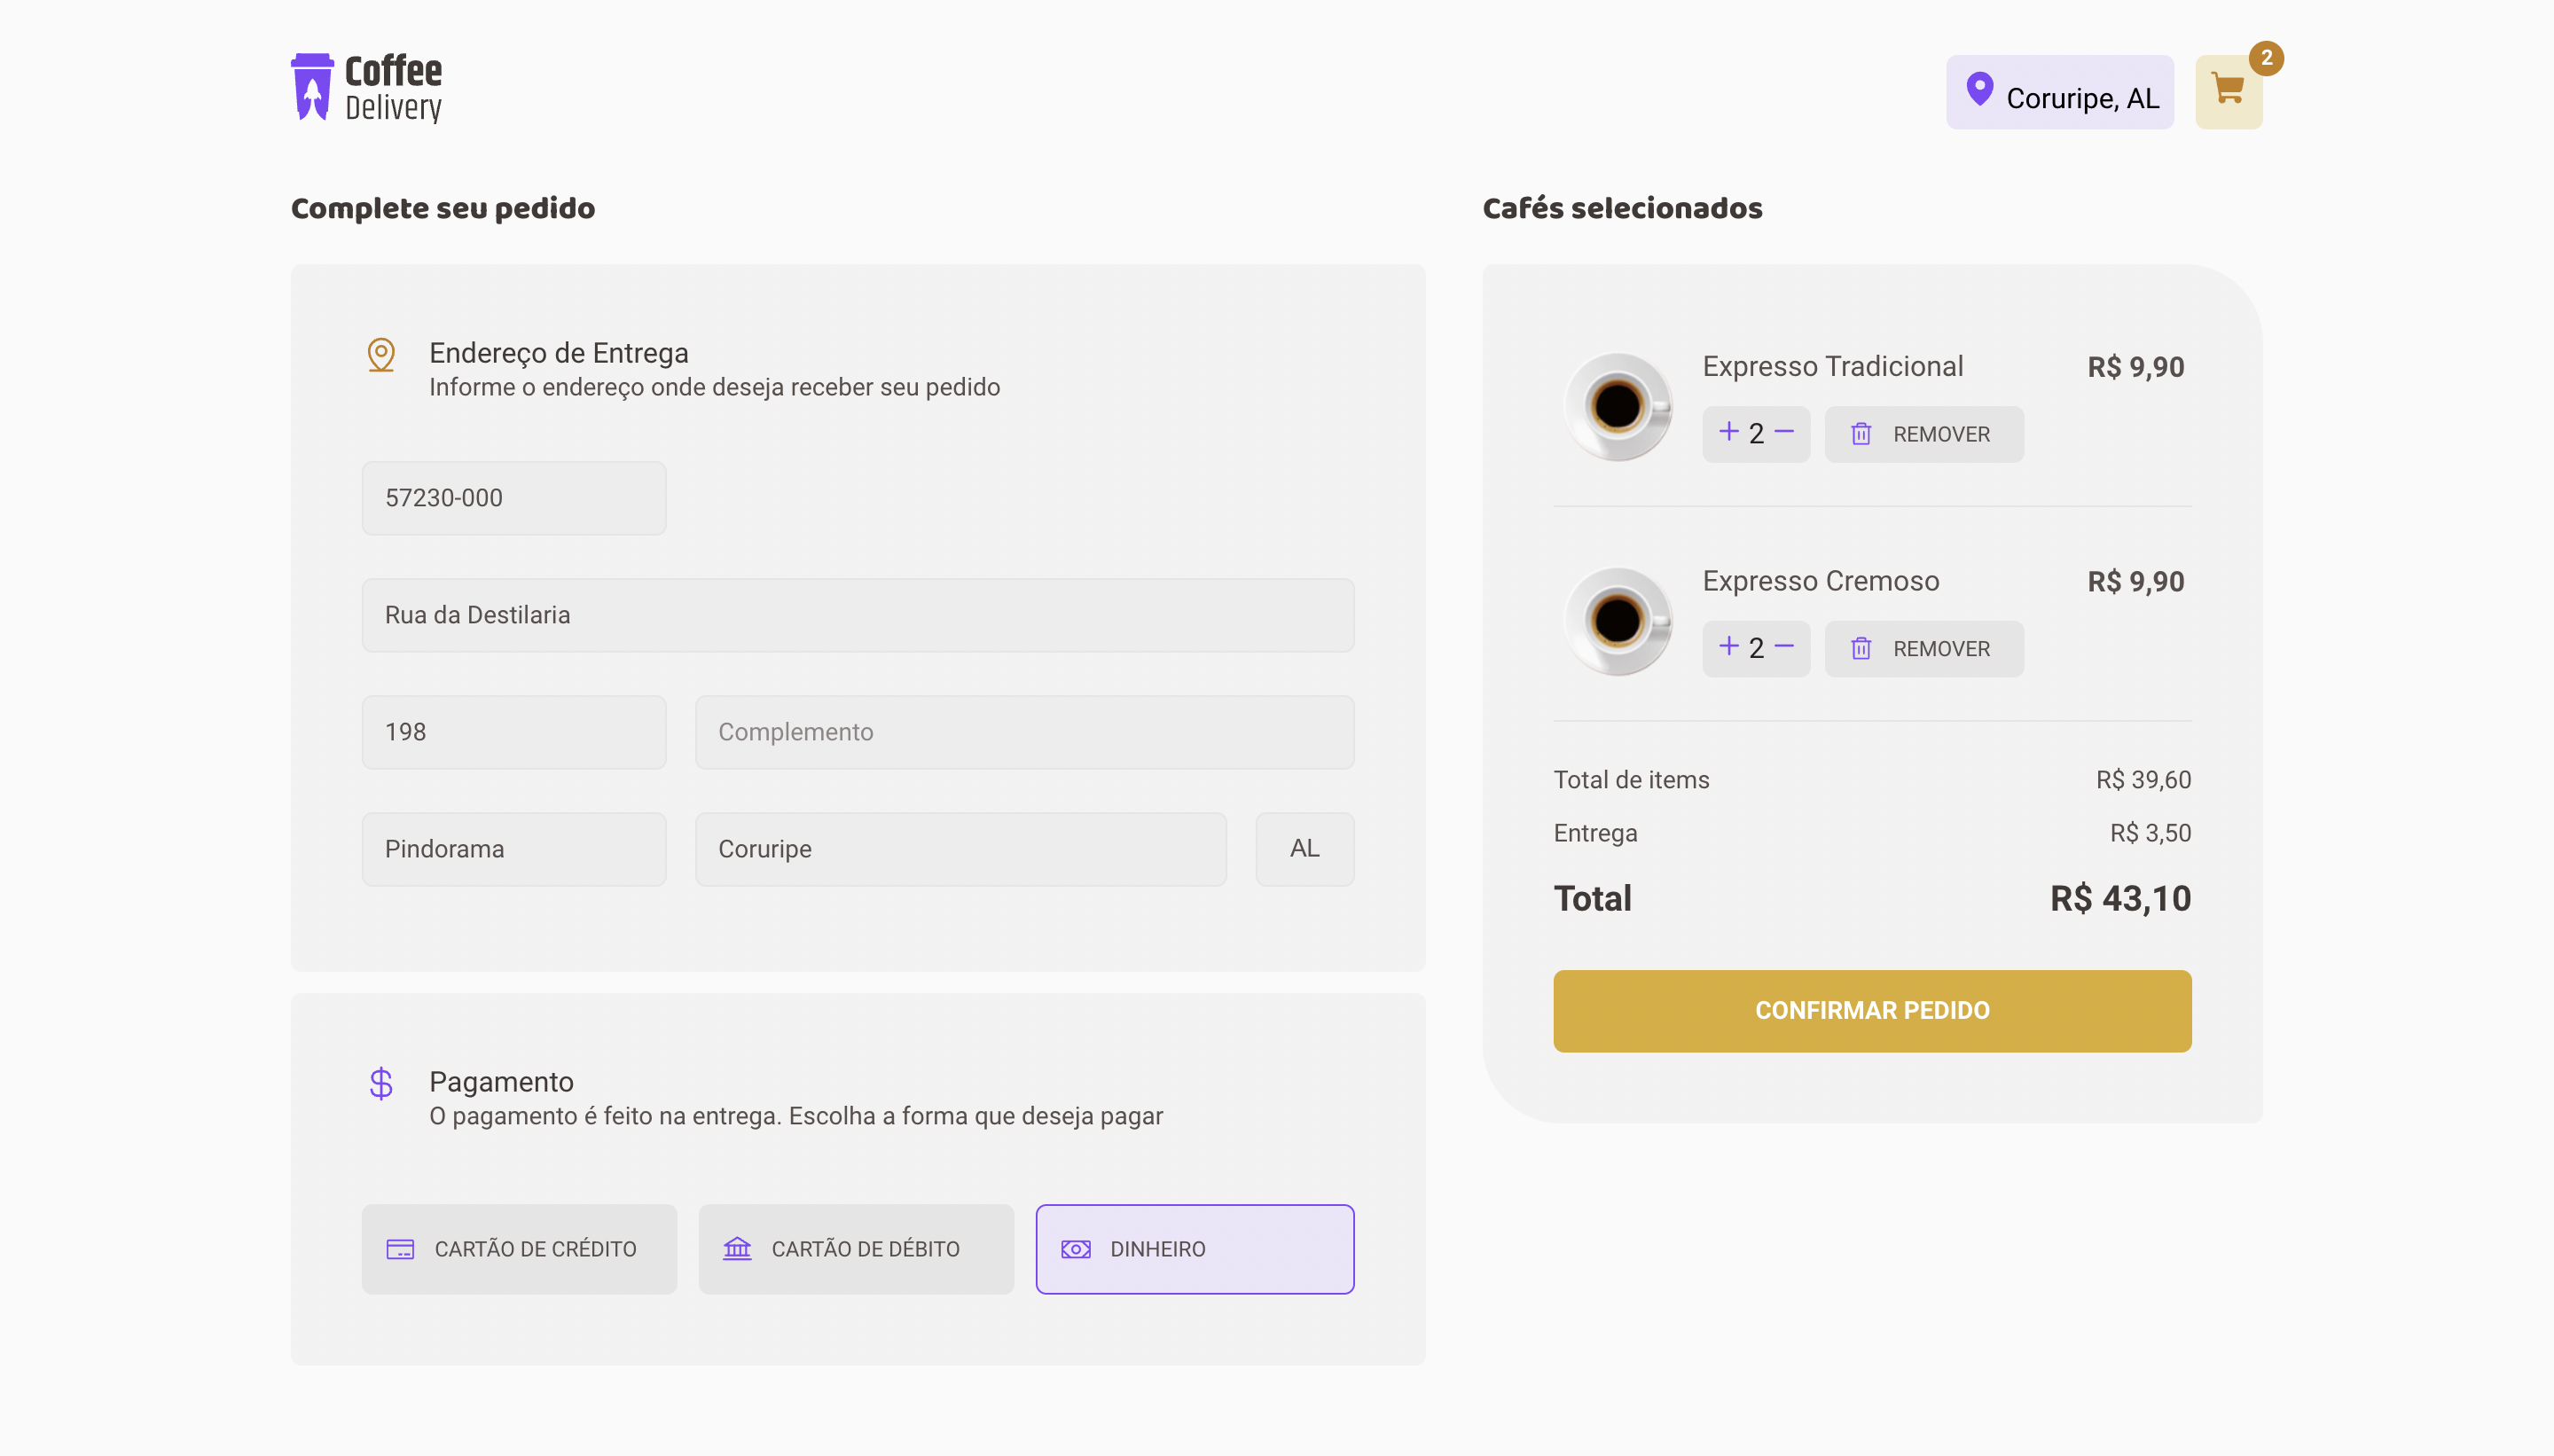 Coffee
Delivery
Coruripe, AL
2
Complete seu pedido
Endereço de Entrega
Informe o endereço onde deseja receber seu pedido
57230-000
Rua da Destilaria
198
Complemento
Pindorama
Coruripe
AL
Pagamento
O pagamento é feito na entrega. Escolha a forma que deseja pagar
CARTÃO DE CRÉDITO
CARTÃO DE DÉBITO
DINHEIRO
Cafés selecionados
Expresso Tradicional
R$ 9,90
+ 2 −
REMOVER
Expresso Cremoso
R$ 9,90
+ 2 −
REMOVER
Total de items
R$ 39,60
Entrega
R$ 3,50
Total
R$ 43,10
CONFIRMAR PEDIDO